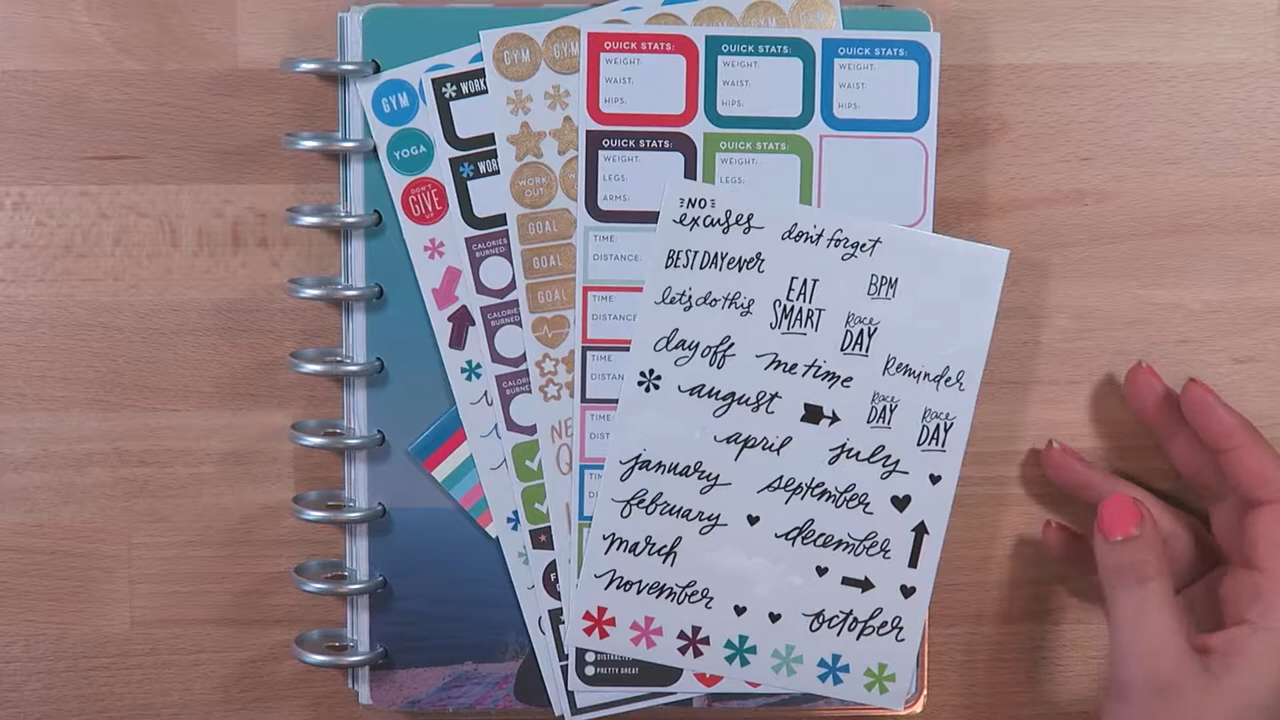 GYM
YOGA
DON'T
GIVE
UP
WORK
WORK
CALORIES
BURNED:
CALORIES
BURNED:
CALORIES
GYM
GYM
WORK
OUT
GOAL
GOAL
GOAL
QUICK STATS:
WEIGHT:
WAIST:
HIPS:
QUICK STATS:
WEIGHT:
WAIST:
HIPS:
QUICK STATS:
WEIGHT:
WAIST:
HIPS:
QUICK STATS:
WEIGHT:
LEGS:
ARMS:
QUICK STATS:
WEIGHT:
LEGS:
TIME:
DISTANCE:
TIME:
DISTANCE
TIME:
DISTAN
TIME:
DIST
NO
excuses
don't forget
BEST DAY ever
BPM
let's do this
EAT
SMART
Race
DAY
day off
me time
Reminder
august
Race
DAY
Race
DAY
april
july
january
september
february
december
march
november
october
PRETTY GREAT